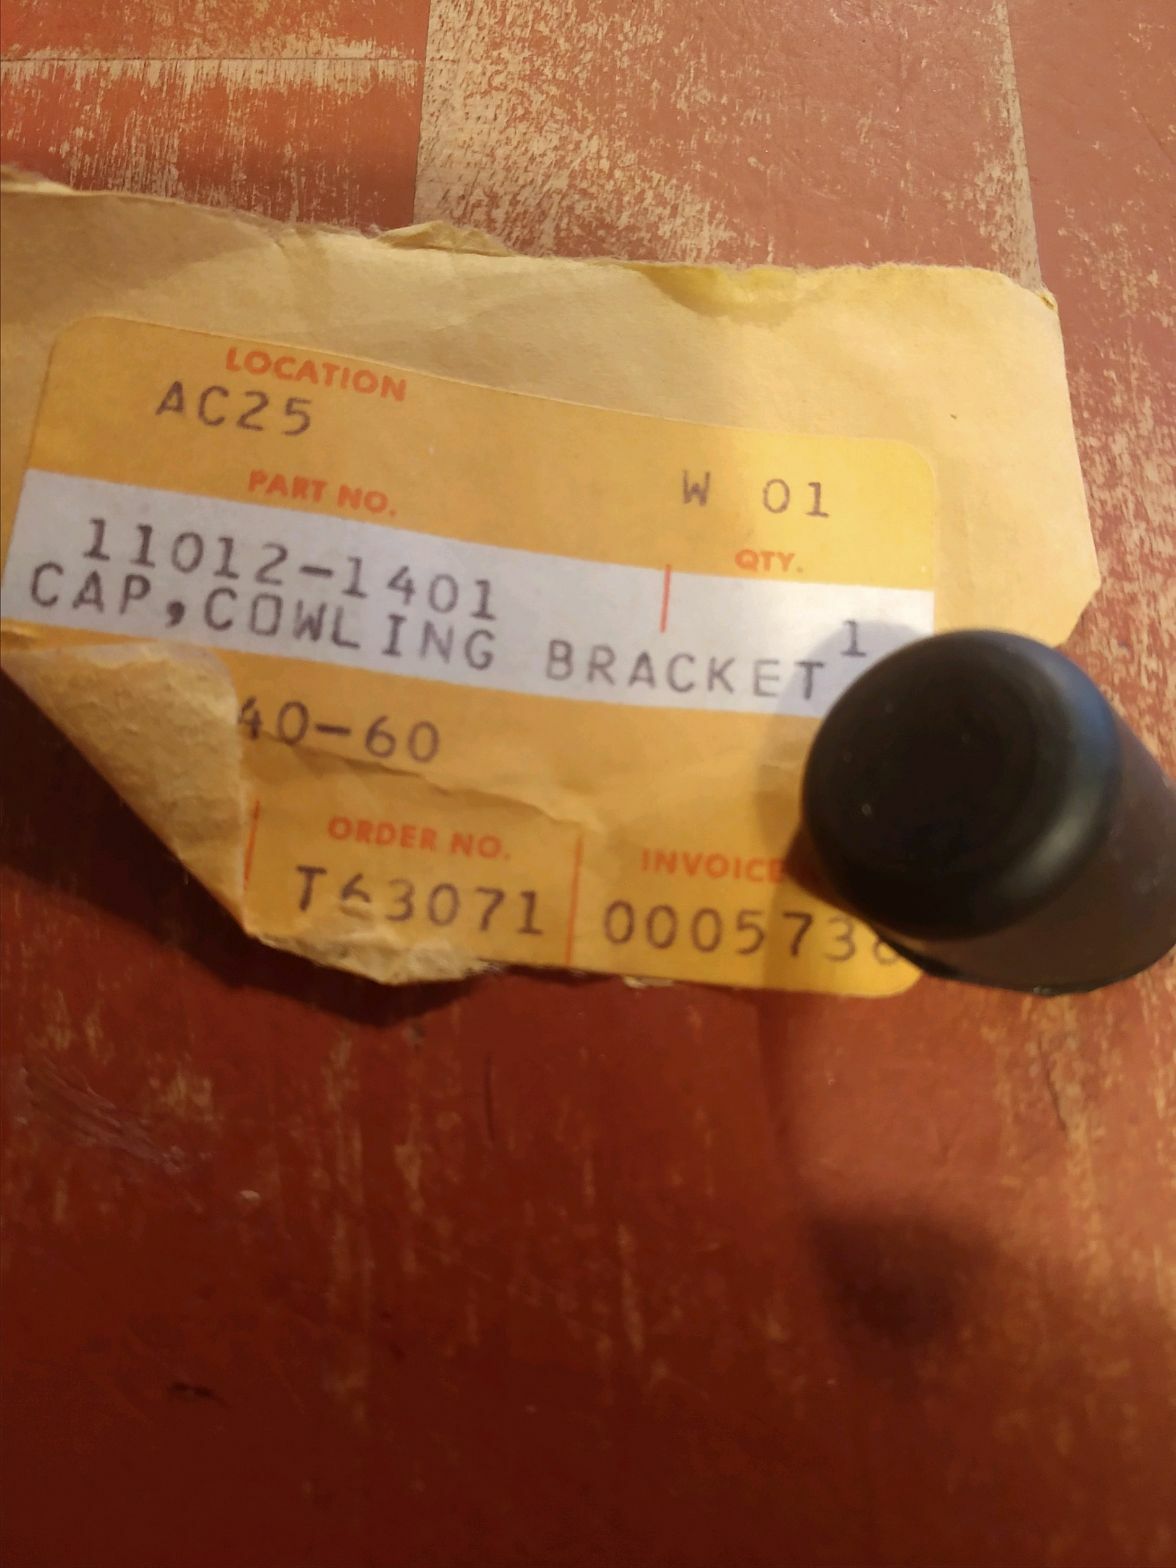 LOCATION
AC25
W 01
PART NO.
QTY.
11012-1401
1
CAP,COWLING BRACKET
40-60
ORDER NO.
INVOICE
T63071
000573